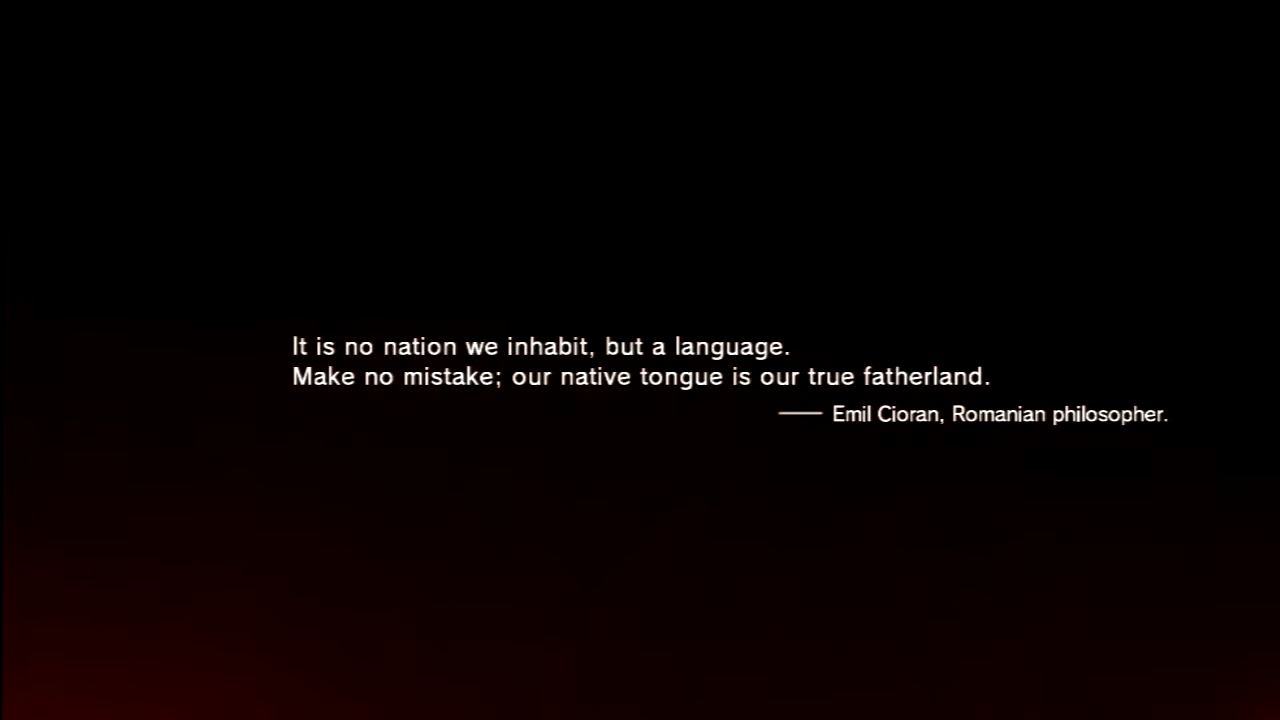 It is no nation we inhabit, but a language.
Make no mistake; our native tongue is our true fatherland.
—— Emil Cioran, Romanian philosopher.